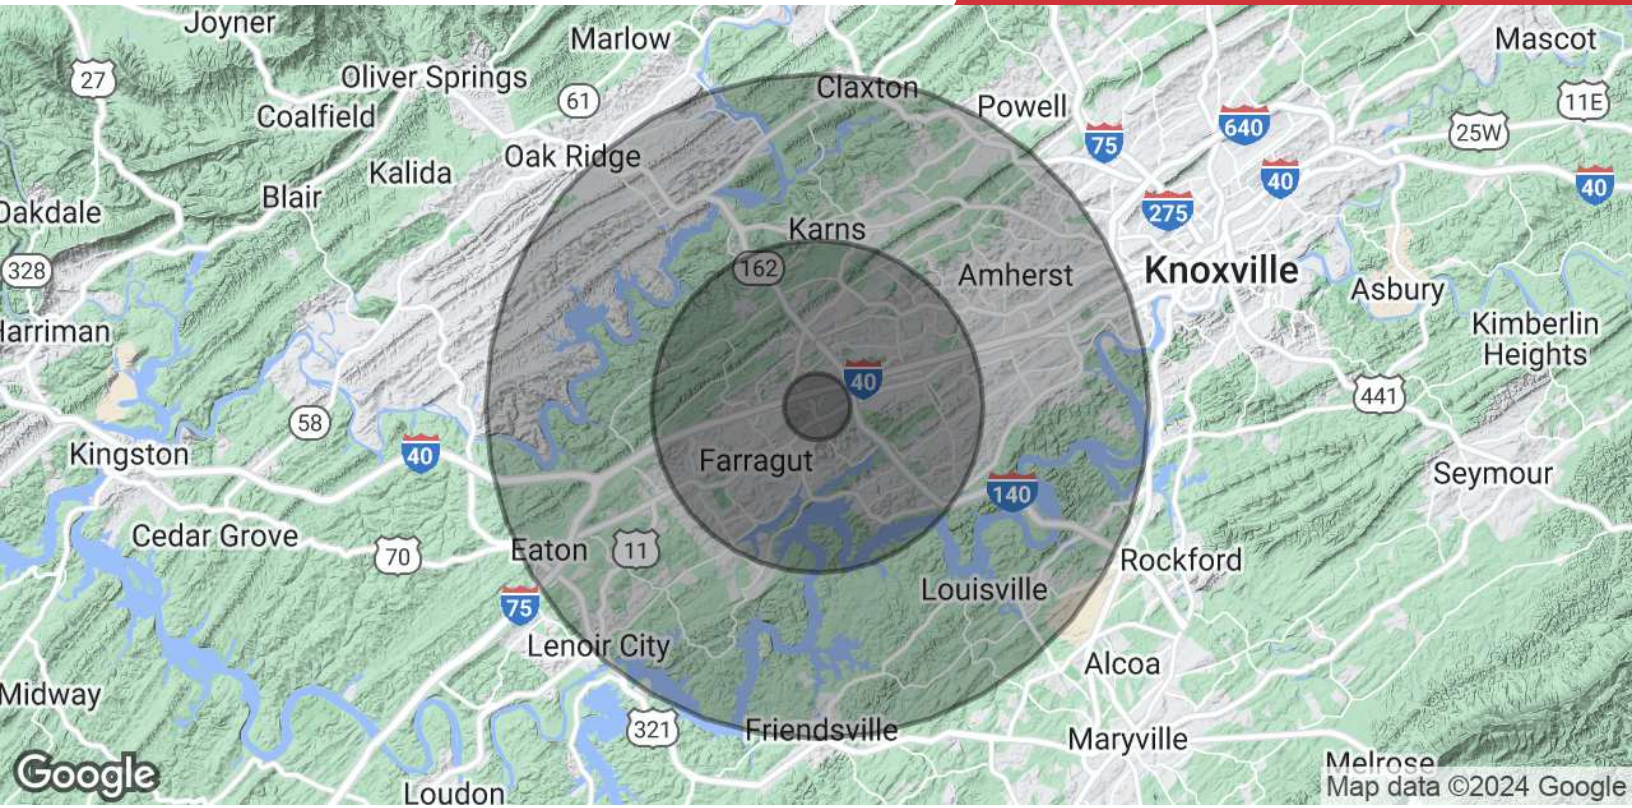 Joyner
Marlow
Mascot
27
Oliver Springs
61
Claxton
Powell
11E
Coalfield
75
640
25W
Oak Ridge
Kalida
40
40
Blair
Oakdale
275
Karns
328
162
Amherst
Knoxville
Asbury
Harriman
Kimberlin
Heights
40
441
58
Kingston
40
Farragut
Seymour
140
Cedar Grove
70
Eaton
11
Rockford
Louisville
75
Lenoir City
Alcoa
Midway
321
Friendsville
Maryville
Melrose
Google
Loudon
Map data ©2024 Google